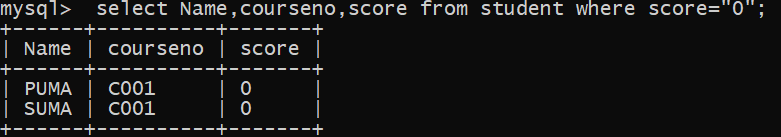 mysql>  select Name,courseno,score from student where score="0";
+------+----------+-------+
| Name | courseno | score |
+------+----------+-------+
| PUMA | C001     | 0     |
| SUMA | C001     | 0     |
+------+----------+-------+